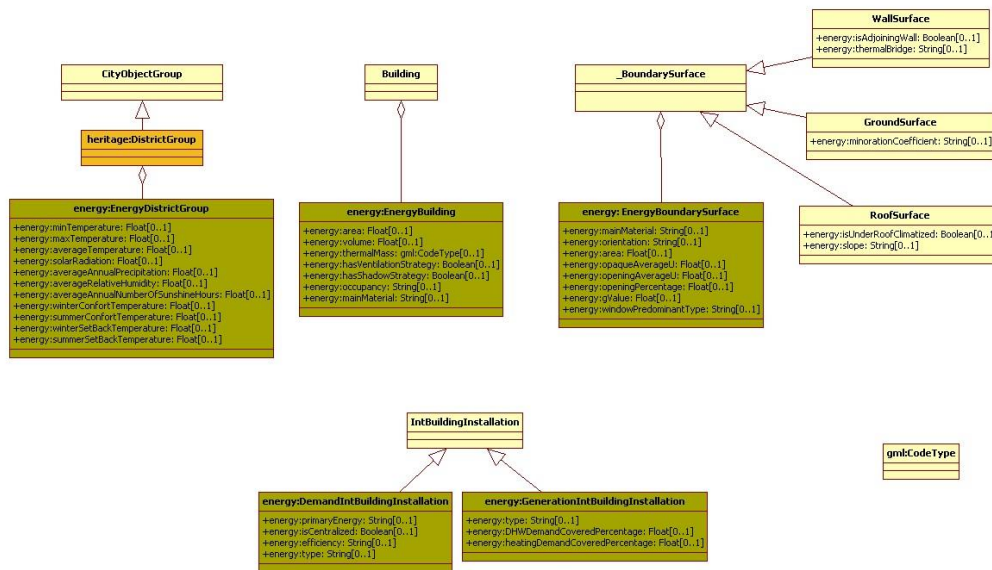 WallSurface
+energy:isAdjoiningWall: Boolean[0..1]
+energy:thermalBridge: String[0..1]
CityObjectGroup
Building
_BoundarySurface
GroundSurface
+energy:minorationCoefficient: String[0..1]
heritage:DistrictGroup
energy:EnergyDistrictGroup
+energy:minTemperature: Float[0..1]
+energy:maxTemperature: Float[0..1]
+energy:averageTemperature: Float[0..1]
+energy:solarRadiation: Float[0..1]
+energy:averageAnnualPrecipitation: Float[0..1]
+energy:averageRelativeHumidity: Float[0..1]
+energy:averageAnnualNumberOfSunshineHours: Float[0..1]
+energy:winterConfortTemperature: Float[0..1]
+energy:summerConfortTemperature: Float[0..1]
+energy:winterSetBackTemperature: Float[0..1]
+energy:summerSetBackTemperature: Float[0..1]
energy:EnergyBuilding
+energy:area: Float[0..1]
+energy:volume: Float[0..1]
+energy:thermalMass: gml:CodeType[0..1]
+energy:hasVentilationStrategy: Boolean[0..1]
+energy:hasShadowStrategy: Boolean[0..1]
+energy:occupancy: String[0..1]
+energy:mainMaterial: String[0..1]
energy: EnergyBoundarySurface
+energy:mainMaterial: String[0..1]
+energy:orientation: String[0..1]
+energy:area: Float[0..1]
+energy:opaqueAverageU: Float[0..1]
+energy:openingAverageU: Float[0..1]
+energy:openingPercentage: Float[0..1]
+energy:gValue: Float[0..1]
+energy:windowPredominantType: String[0..1]
RoofSurface
+energy:isUnderRoofClimatized: Boolean[0..1]
+energy:slope: String[0..1]
IntBuildingInstallation
gml:CodeType
energy:DemandIntBuildingInstallation
+energy:primaryEnergy: String[0..1]
+energy:isCentralized: Boolean[0..1]
+energy:efficiency: String[0..1]
+energy:type: String[0..1]
energy:GenerationIntBuildingInstallation
+energy:type: String[0..1]
+energy:DHWDemandCoveredPercentage: Float[0..1]
+energy:heatingDemandCoveredPercentage: Float[0..1]